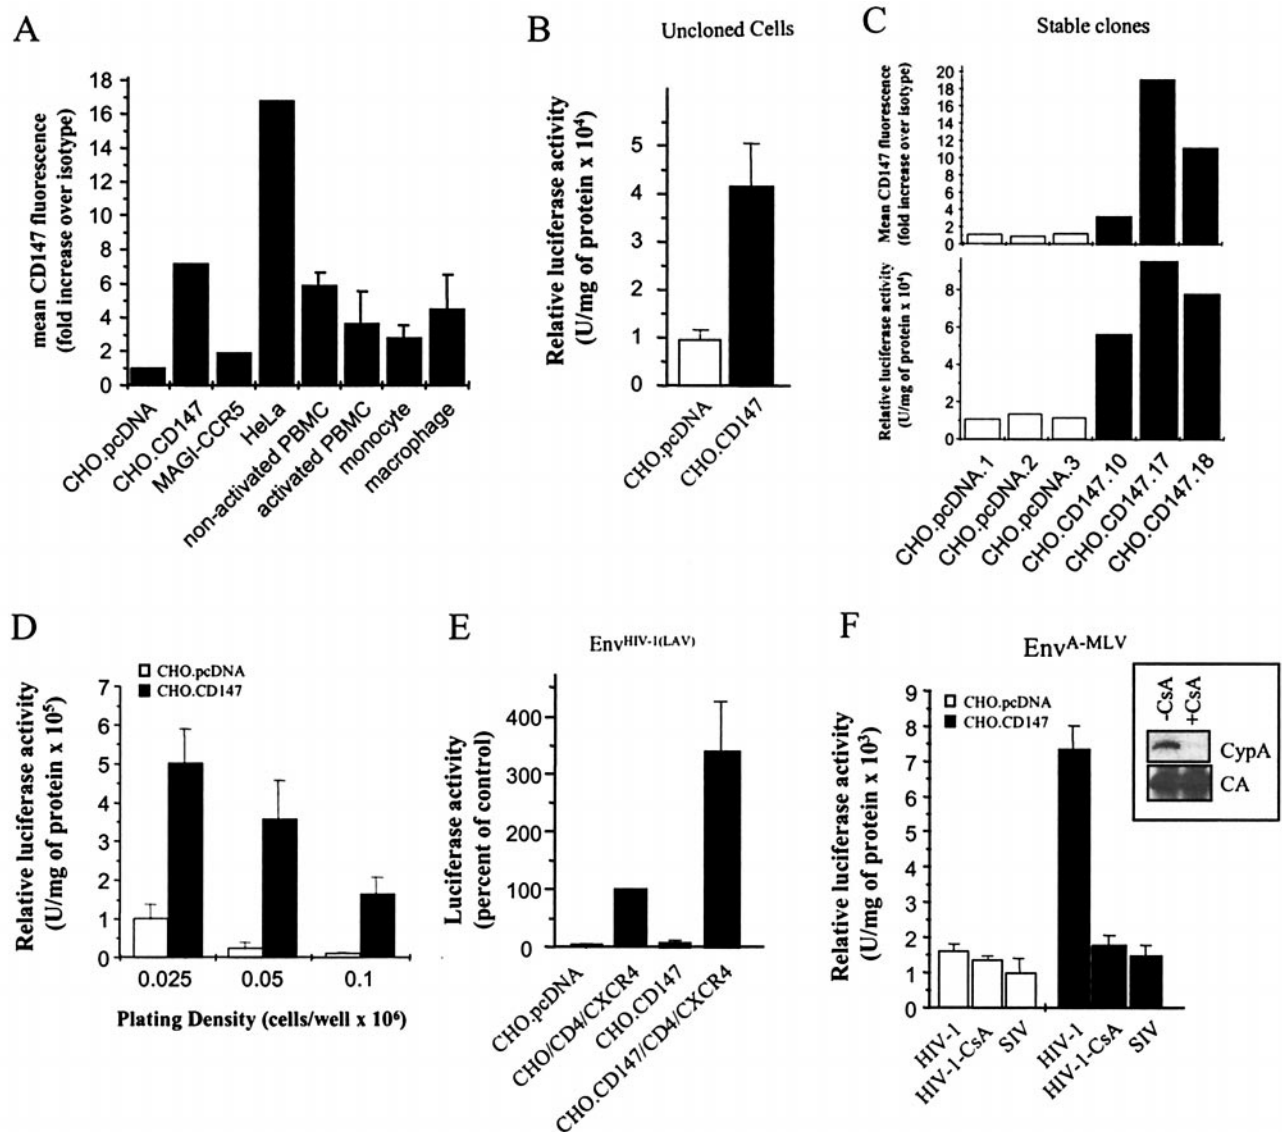 A
mean CD147 fluorescence
(fold increase over isotype)
18
16
14
12
10
8
6
4
2
0
CHO.pcDNA
CHO.CD147
MAGI-CCR5
HeLa
non-activated PBMC
activated PBMC
monocyte
macrophage
B
Uncloned Cells
Relative luciferase activity
(U/mg of protein x 10⁴)
5
4
3
2
1
0
CHO.pcDNA
CHO.CD147
C
Stable clones
Mean CD147 fluorescence
(fold increase over isotype)
20
18
16
14
12
10
8
6
4
2
0
Relative luciferase activity
(U/mg of protein x 10⁴)
8
6
4
2
0
CHO.pcDNA.1
CHO.pcDNA.2
CHO.pcDNA.3
CHO.CD147.10
CHO.CD147.17
CHO.CD147.18
D
CHO.pcDNA
CHO.CD147
Relative luciferase activity
(U/mg of protein x 10⁵)
7
6
5
4
3
2
1
0
0.025 0.05 0.1
Plating Density (cells/well x 10⁶)
E
Env HIV-1(LAV)
Luciferase activity
(percent of control)
400
300
200
100
0
CHO.pcDNA
CHO/CD4/CXCR4
CHO.CD147
CHO.CD147/CD4/CXCR4
F
Env A-MLV
CHO.pcDNA
CHO.CD147
Relative luciferase activity
(U/mg of protein x 10³)
9
8
7
6
5
4
3
2
1
0
HIV-1
HIV-1-CsA
SIV
HIV-1
HIV-1-CsA
SIV
-CsA
+CsA
CypA
CA